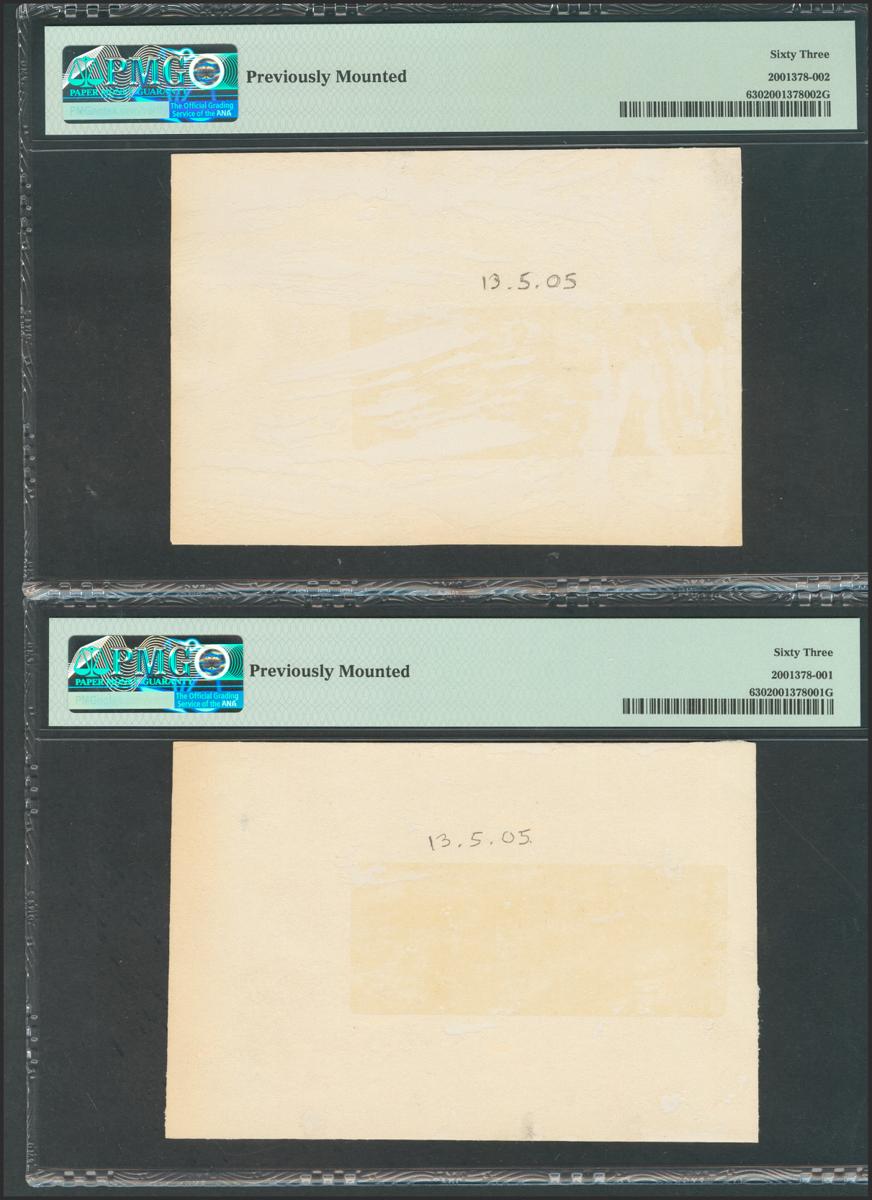 PMG
PAPER MONEY GUARANTY
The Official Grading
Service of the ANA
Previously Mounted
Sixty Three
2001378-002
6302001378002G
13.5.05
PMG
PAPER MONEY GUARANTY
The Official Grading
Service of the ANA
Previously Mounted
Sixty Three
2001378-001
6302001378001G
13.5.05